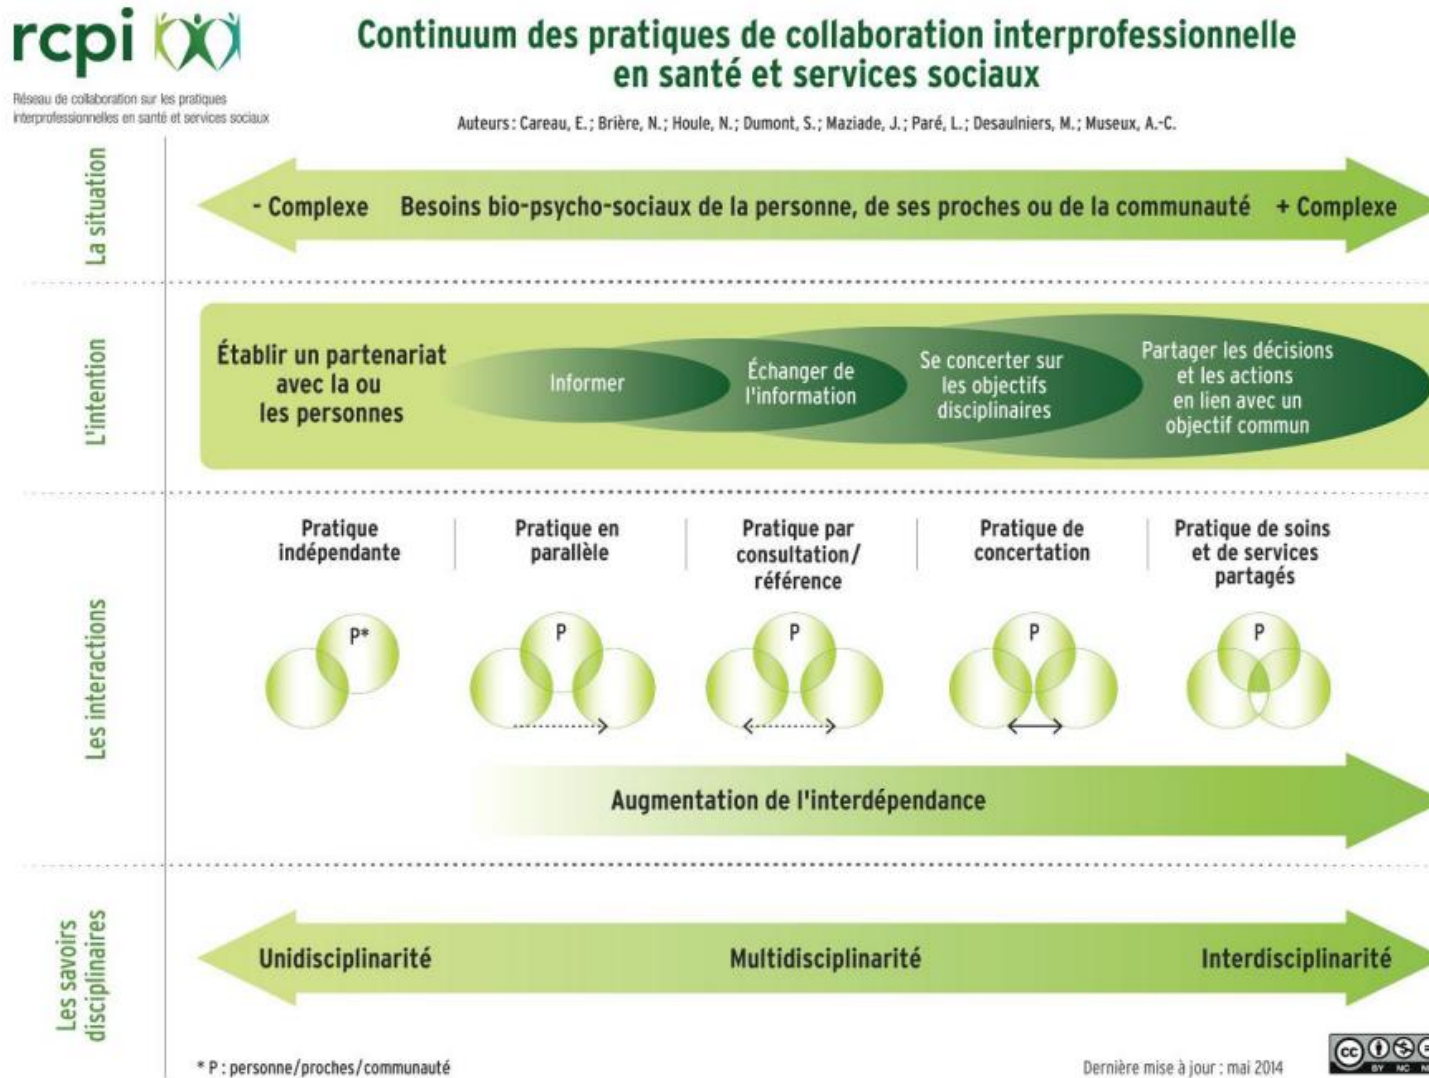 rcpi
Réseau de collaboration sur les pratiques
interprofessionnelles en santé et services sociaux
Continuum des pratiques de collaboration interprofessionnelle
en santé et services sociaux
Auteurs : Careau, E.; Brière, N.; Houle, N.; Dumont, S.; Maziade, J.; Paré, L.; Desaulniers, M.; Museux, A.-C.
La situation
- Complexe
Besoins bio-psycho-sociaux de la personne, de ses proches ou de la communauté
+ Complexe
L'intention
Établir un partenariat
avec la ou
les personnes
Informer
Échanger de
l'information
Se concerter sur
les objectifs
disciplinaires
Partager les décisions
et les actions
en lien avec un
objectif commun
Les interactions
Pratique
indépendante
Pratique en
parallèle
Pratique par
consultation/
référence
Pratique de
concertation
Pratique de soins
et de services
partagés
P*
P
P
P
P
Augmentation de l'interdépendance
Les savoirs
disciplinaires
Unidisciplinarité
Multidisciplinarité
Interdisciplinarité
* P : personne/proches/communauté
Dernière mise à jour : mai 2014
cc
BY NC